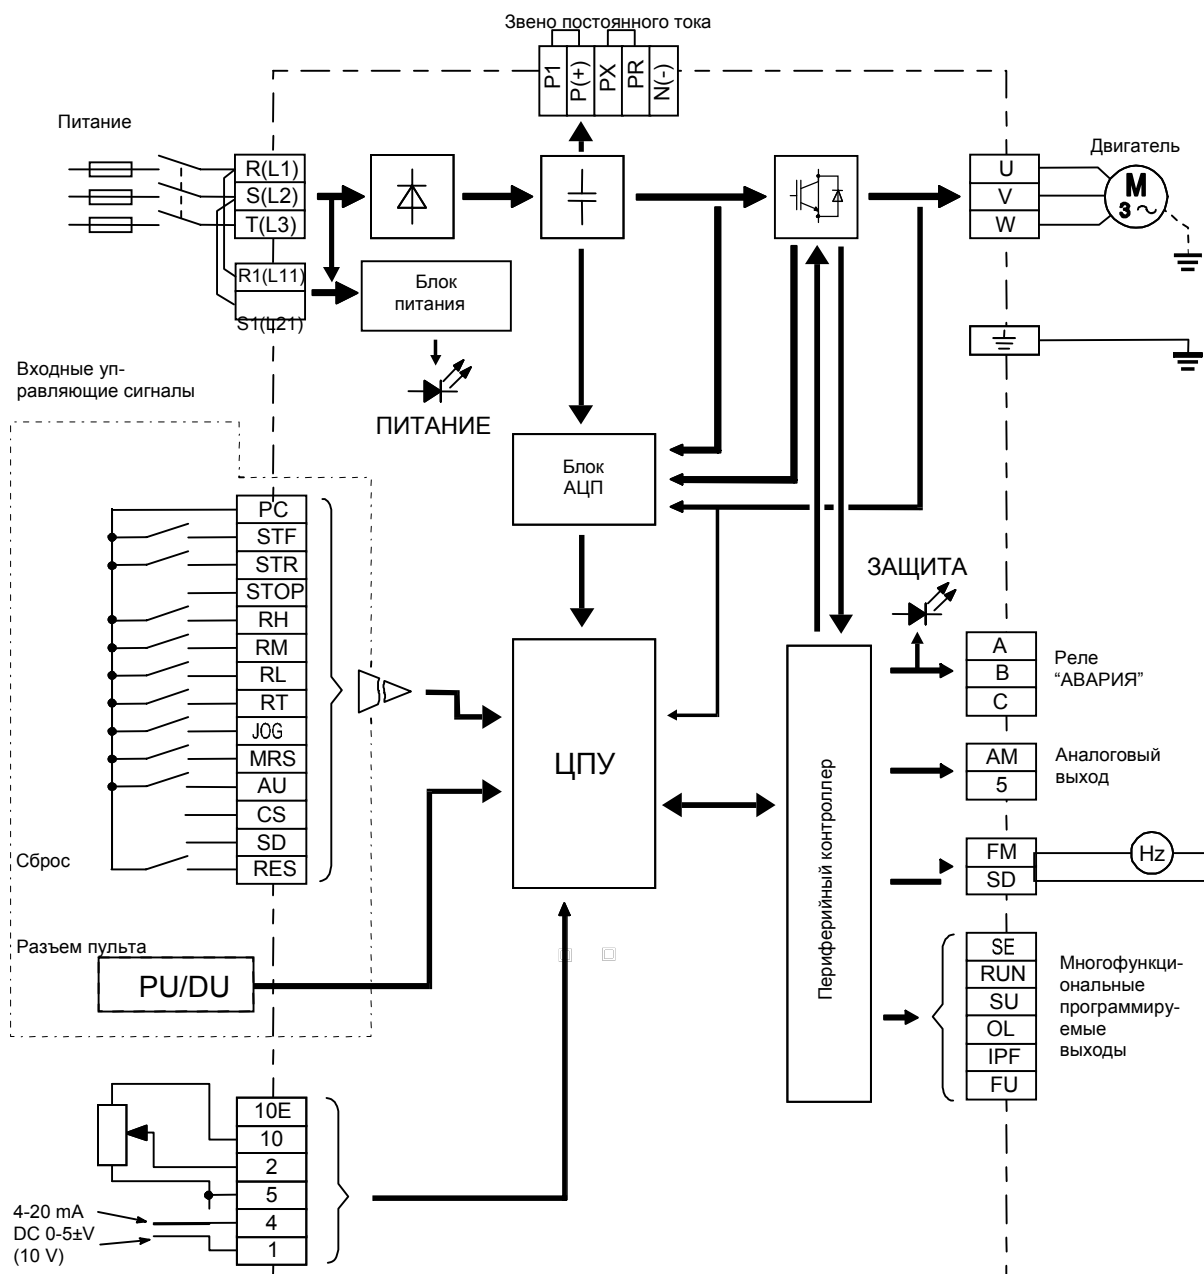 Звено постоянного тока
P1
P(+)
PX
PR
N(-)
Питание
R(L1)
S(L2)
T(L3)
R1(L11)
S1(L21)
Блок
питания
ПИТАНИЕ
U
V
W
Двигатель
M
3 ~
Входные уп-
равляющие сигналы
Блок
АЦП
PC
STF
STR
STOP
RH
RM
RL
RT
JOG
MRS
AU
CS
SD
RES
Сброс
Разъем пульта
PU/DU
ЦПУ
ЗАЩИТА
Периферийный контроллер
A
B
C
Реле
“АВАРИЯ”
AM
5
Аналоговый
выход
FM
SD
Hz
SE
RUN
SU
OL
IPF
FU
Многофункци-
ональные
программиру-
емые
выходы
10E
10
2
5
4
1
4-20 mA
DC 0-5±V
(10 V)